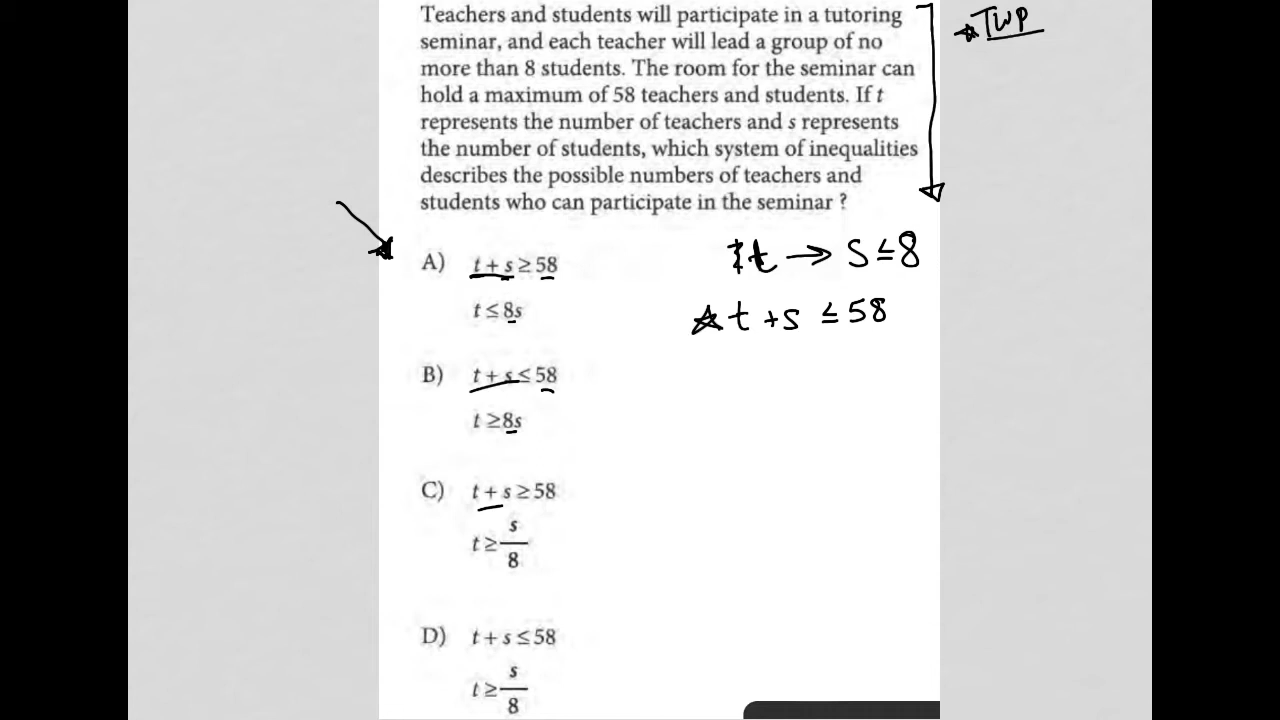 Teachers and students will participate in a tutoring
seminar, and each teacher will lead a group of no
more than 8 students. The room for the seminar can
hold a maximum of 58 teachers and students. If t
represents the number of teachers and s represents
the number of students, which system of inequalities
describes the possible numbers of teachers and
students who can participate in the seminar ?
TWP
1t → s ≤ 8
t + s ≤ 58
A) t + s ≥ 58
t ≤ 8s
B) t + s ≤ 58
t ≥ 8s
C) t + s ≥ 58
t ≥ s/8
D) t + s ≤ 58
t ≥ s/8